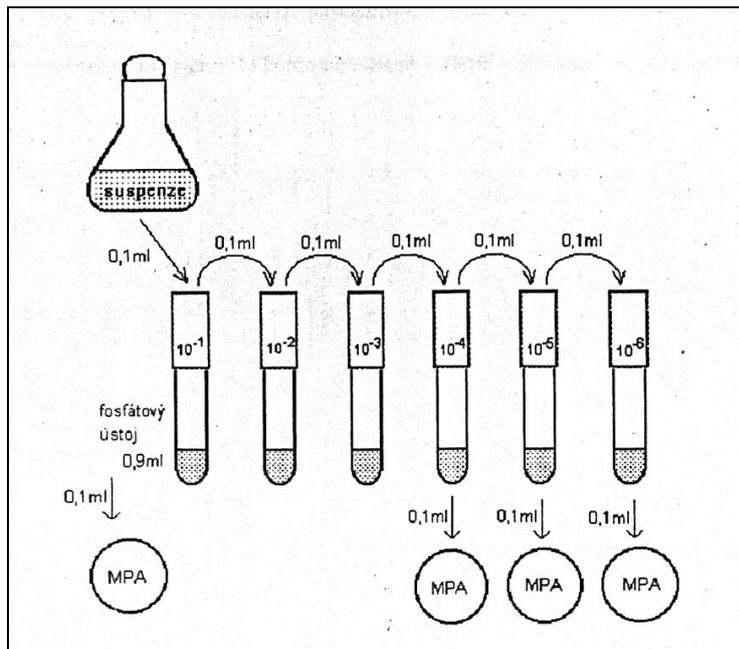 suspenze
0,1ml
0,1ml
0,1ml
0,1ml
0,1ml
0,1ml
10⁻¹
10⁻²
10⁻³
10⁻⁴
10⁻⁵
10⁻⁶
fosfátový
ústoj
0,9ml
0,1ml
0,1ml
0,1ml
0,1ml
MPA
MPA
MPA
MPA